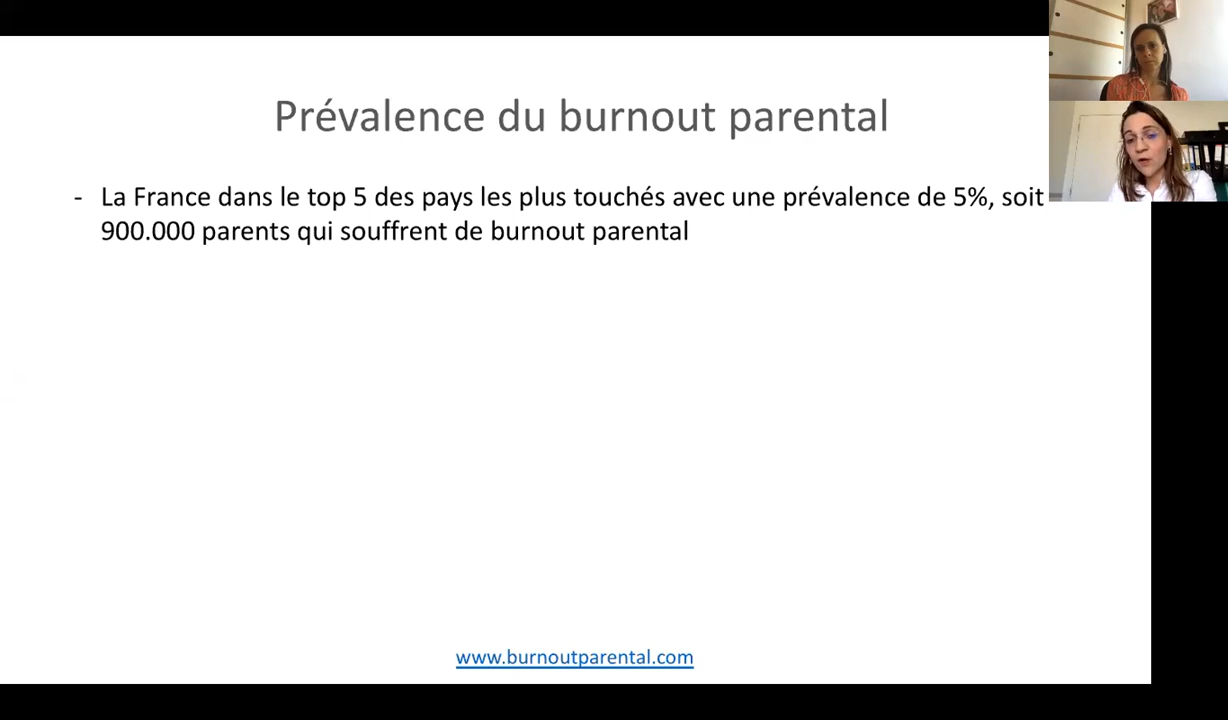 Prévalence du burnout parental
- La France dans le top 5 des pays les plus touchés avec une prévalence de 5%, soit
900.000 parents qui souffrent de burnout parental
www.burnoutparental.com